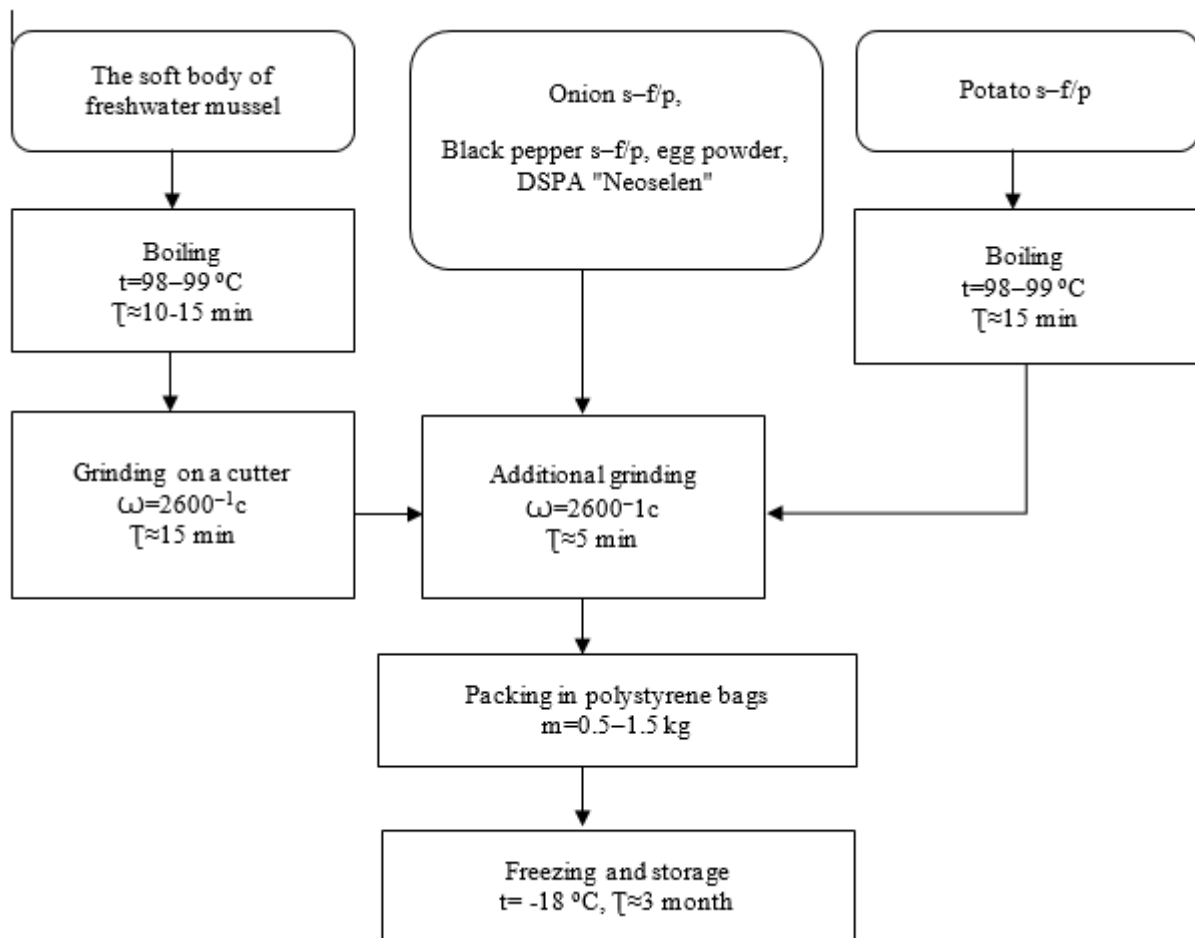 The soft body of
freshwater mussel
Onion s–f/p,
Black pepper s–f/p, egg powder,
DSPA "Neoselen"
Potato s–f/p
Boiling
t=98–99 ºC
Ʈ≈10-15 min
Boiling
t=98–99 ºC
Ʈ≈15 min
Grinding on a cutter
Ѡ=2600⁻¹c
Ʈ≈15 min
Additional grinding
Ѡ=2600⁻1c
Ʈ≈5 min
Packing in polystyrene bags
m=0.5–1.5 kg
Freezing and storage
t= -18 ºC, Ʈ≈3 month